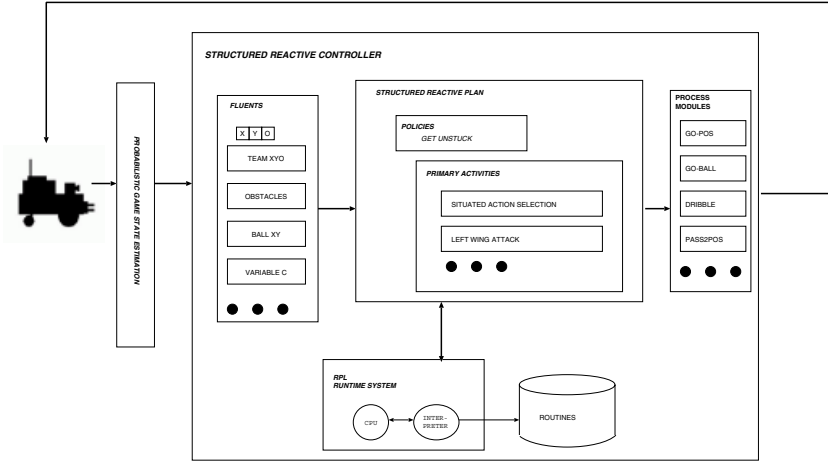 STRUCTURED REACTIVE CONTROLLER
PROBABILISTIC GAME STATE ESTIMATION
FLUENTS
X Y O
TEAM XYO
OBSTACLES
BALL XY
VARIABLE C
STRUCTURED REACTIVE PLAN
POLICIES
GET UNSTUCK
PRIMARY ACTIVITIES
SITUATED ACTION SELECTION
LEFT WING ATTACK
PROCESS
MODULES
GO-POS
GO-BALL
DRIBBLE
PASS2POS
RPL
RUNTIME SYSTEM
CPU
INTER-
PRETER
ROUTINES